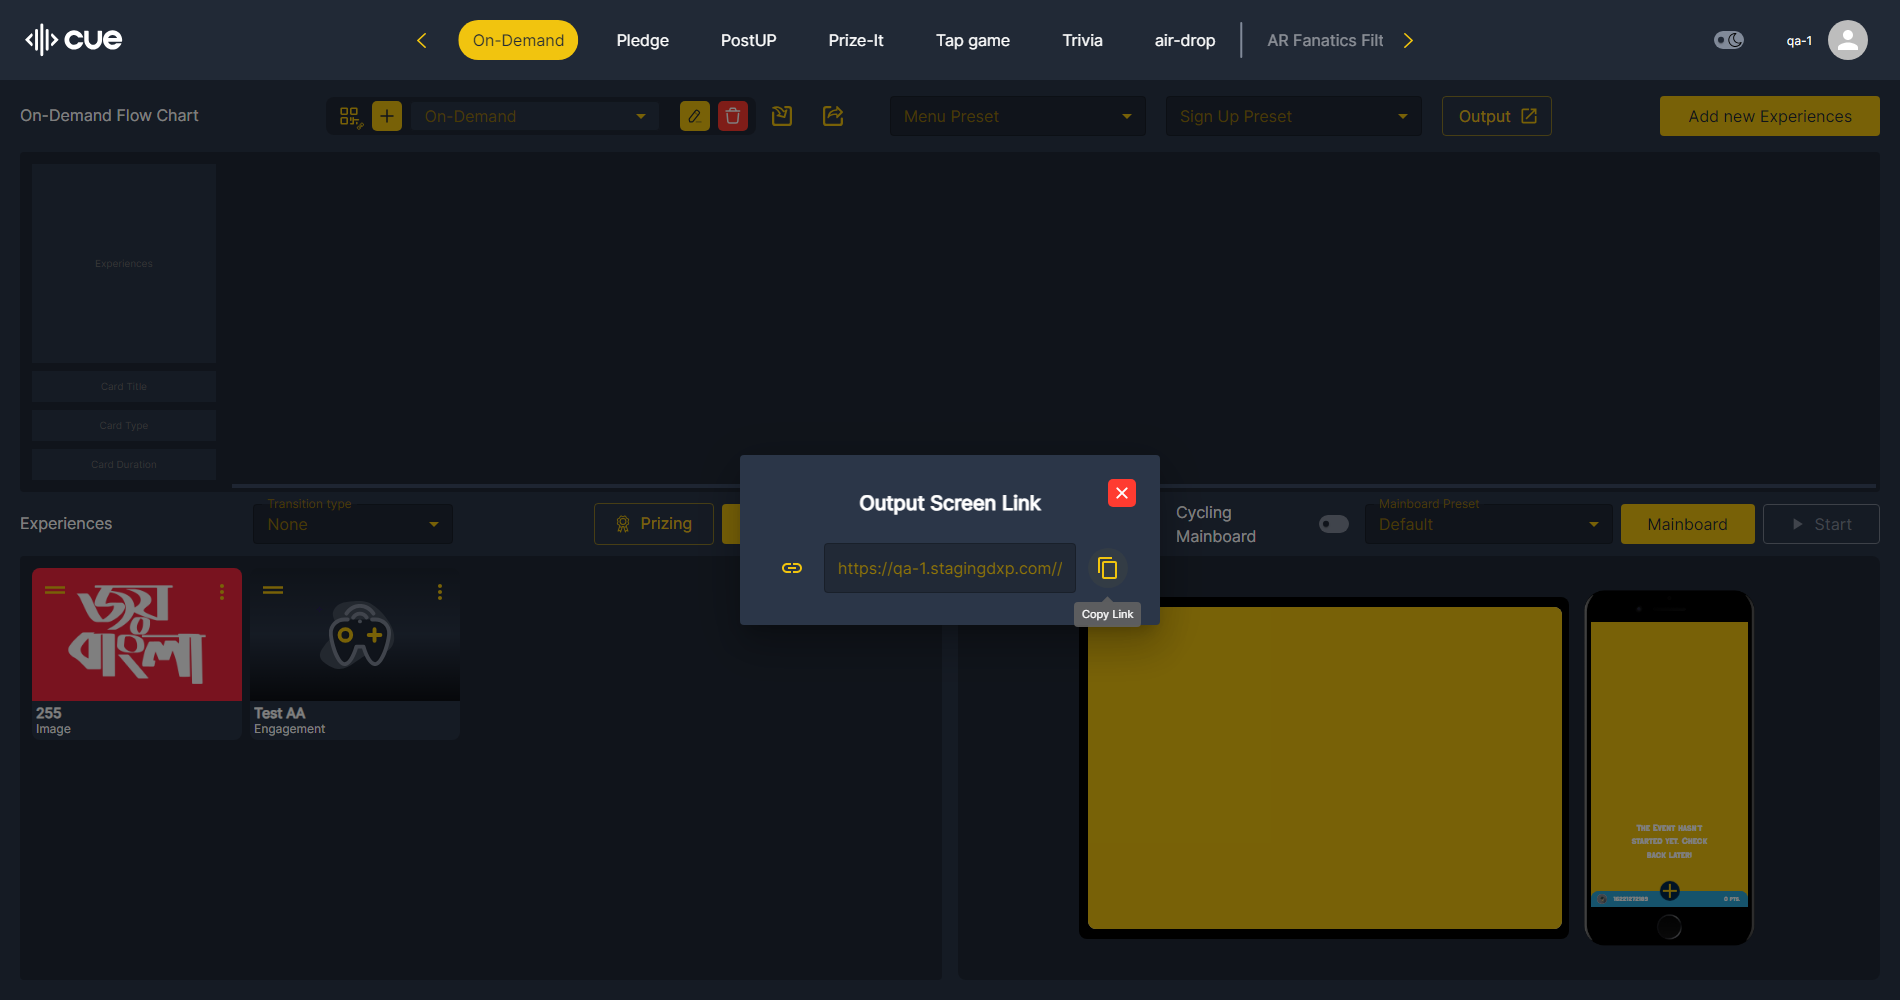 cue
On-Demand
Pledge
PostUP
Prize-It
Tap game
Trivia
air-drop
AR Fanatics Filt
qa-1
On-Demand Flow Chart
On-Demand
Menu Preset
Sign Up Preset
Output
Add new Experiences
Experiences
Card Title
Card Type
Card Duration
Output Screen Link
https://qa-1.stagingdxp.com//
Copy Link
Experiences
Transition type
None
Prizing
Cycling
Mainboard
Mainboard Preset
Default
Mainboard
Start
জয়
বাংলা
255
Image
Test AA
Engagement
The Event hasn't
started yet. Check
back later!
0 pts.